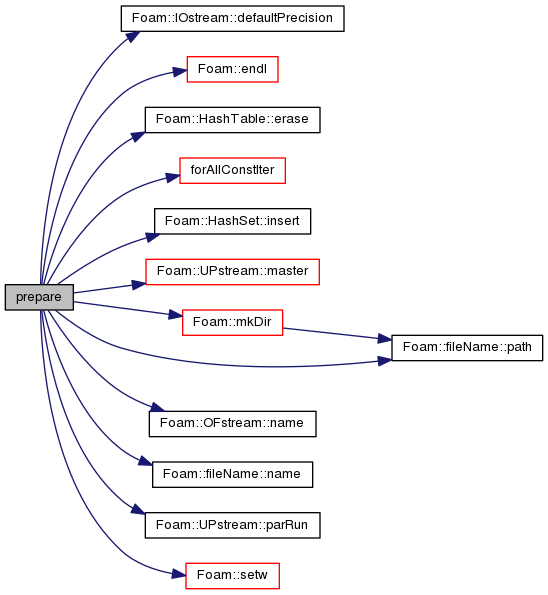 Foam::IOstream::defaultPrecision
Foam::endl
Foam::HashTable::erase
forAllConstIter
Foam::HashSet::insert
Foam::UPstream::master
prepare
Foam::mkDir
Foam::fileName::path
Foam::OFstream::name
Foam::fileName::name
Foam::UPstream::parRun
Foam::setw